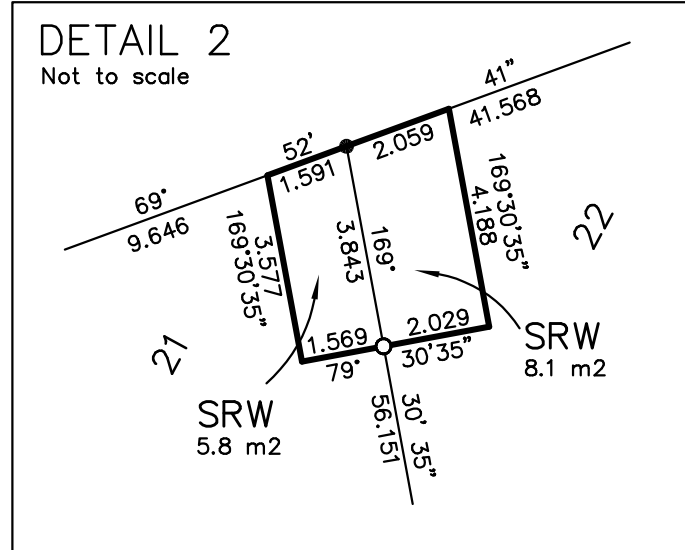 DETAIL 2
Not to scale
69° 52' 41"
9.646
1.591
2.059
41.568
169°30'35"
3.577
169° 30' 35"
3.843
56.151
169°30'35"
4.188
79° 30'35"
1.569
2.029
21
22
SRW
5.8 m2
SRW
8.1 m2